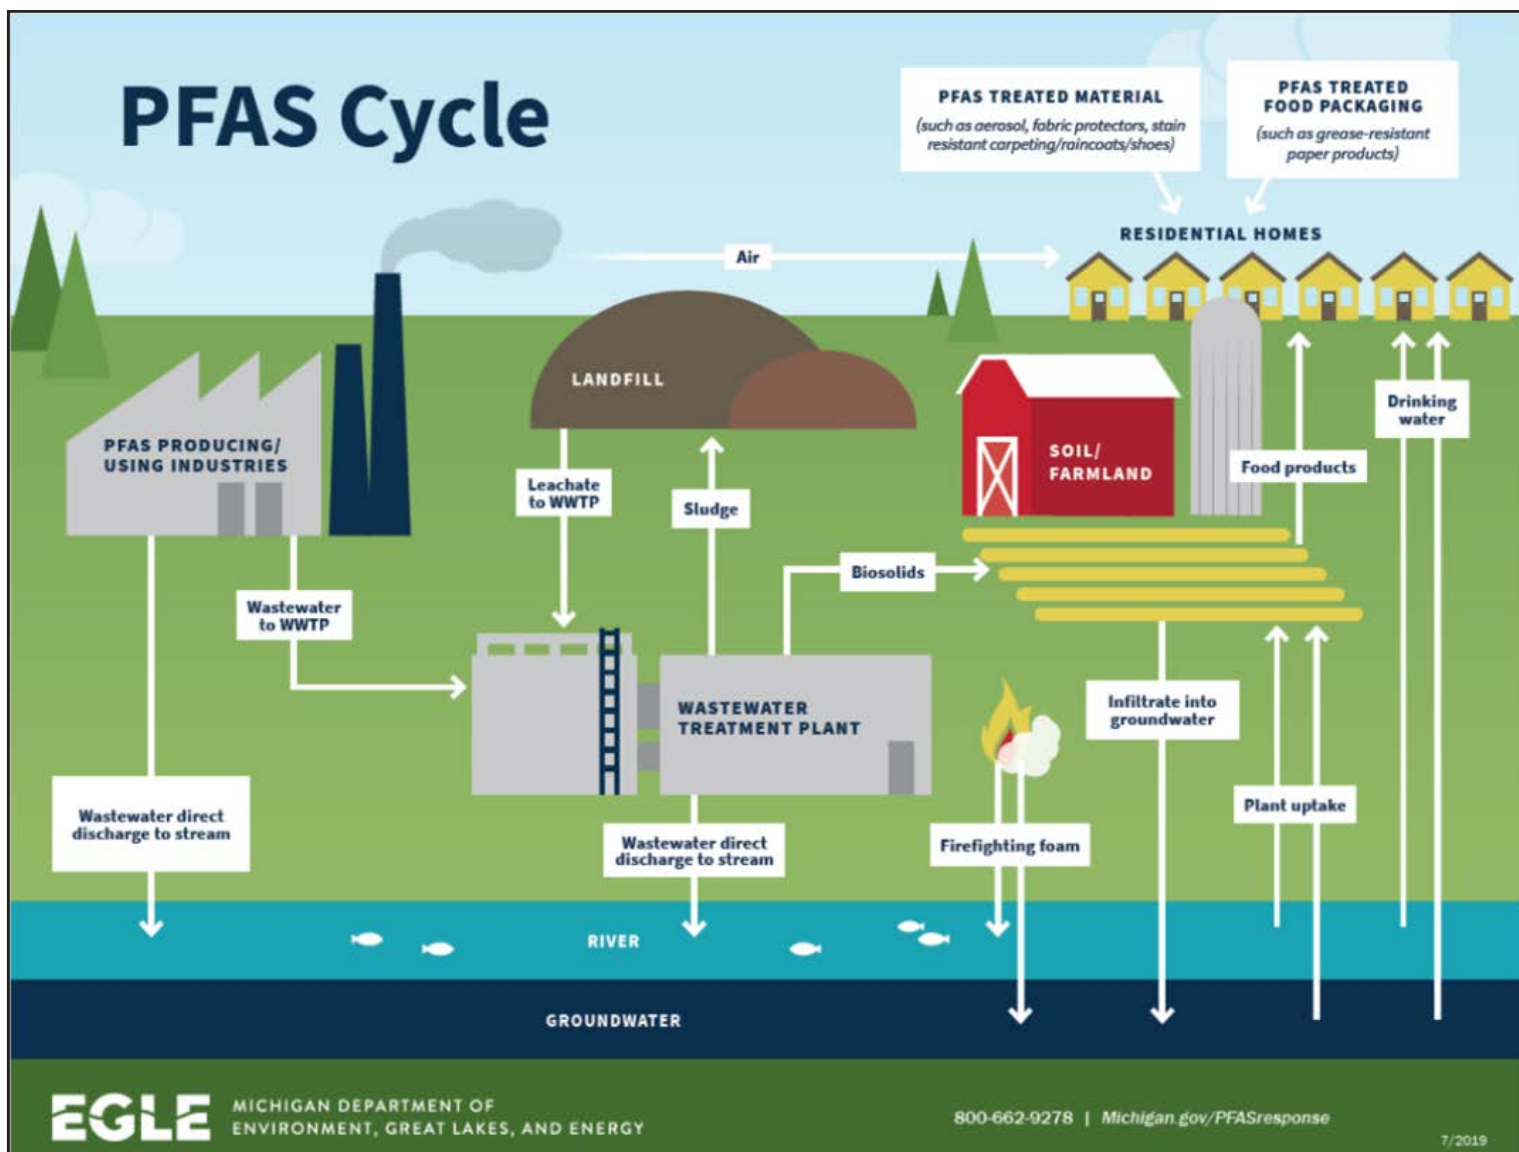 PFAS Cycle
PFAS TREATED MATERIAL
(such as aerosol, fabric protectors, stain
resistant carpeting/raincoats/shoes)
PFAS TREATED
FOOD PACKAGING
(such as grease-resistant
paper products)
RESIDENTIAL HOMES
Air
LANDFILL
PFAS PRODUCING/
USING INDUSTRIES
Leachate
to WWTP
Sludge
SOIL/
FARMLAND
Food products
Drinking
water
Biosolids
Wastewater
to WWTP
WASTEWATER
TREATMENT PLANT
Infiltrate into
groundwater
Plant uptake
Wastewater direct
discharge to stream
Wastewater direct
discharge to stream
Firefighting foam
RIVER
GROUNDWATER
EGLE
MICHIGAN DEPARTMENT OF
ENVIRONMENT, GREAT LAKES, AND ENERGY
800-662-9278 | Michigan.gov/PFASresponse
7/2019